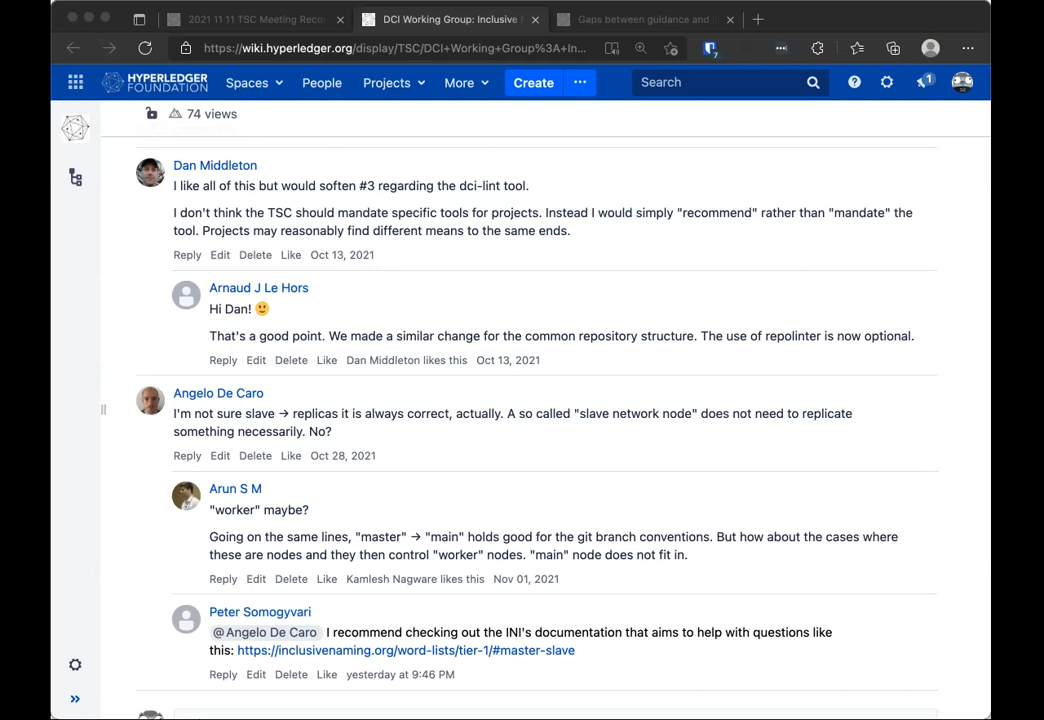 2021 11 11 TSC Meeting Recor
DCI Working Group: Inclusive
Gaps between guidance and
https://wiki.hyperledger.org/display/TSC/DCI+Working+Group%3A+In...
7
HYPERLEDGER
FOUNDATION
Spaces
People
Projects
More
Create
Search
1
74 views
Dan Middleton
I like all of this but would soften #3 regarding the dci-lint tool.
I don't think the TSC should mandate specific tools for projects. Instead I would simply "recommend" rather than "mandate" the
tool. Projects may reasonably find different means to the same ends.
Reply Edit Delete Like Oct 13, 2021
Arnaud J Le Hors
Hi Dan! 🙂
That's a good point. We made a similar change for the common repository structure. The use of repolinter is now optional.
Reply Edit Delete Like Dan Middleton likes this Oct 13, 2021
Angelo De Caro
I'm not sure slave → replicas it is always correct, actually. A so called "slave network node" does not need to replicate
something necessarily. No?
Reply Edit Delete Like Oct 28, 2021
Arun S M
"worker" maybe?
Going on the same lines, "master" → "main" holds good for the git branch conventions. But how about the cases where
these are nodes and they then control "worker" nodes. "main" node does not fit in.
Reply Edit Delete Like Kamlesh Nagware likes this Nov 01, 2021
Peter Somogyvari
@Angelo De Caro I recommend checking out the INI's documentation that aims to help with questions like
this: https://inclusivenaming.org/word-lists/tier-1/#master-slave
Reply Edit Delete Like yesterday at 9:46 PM